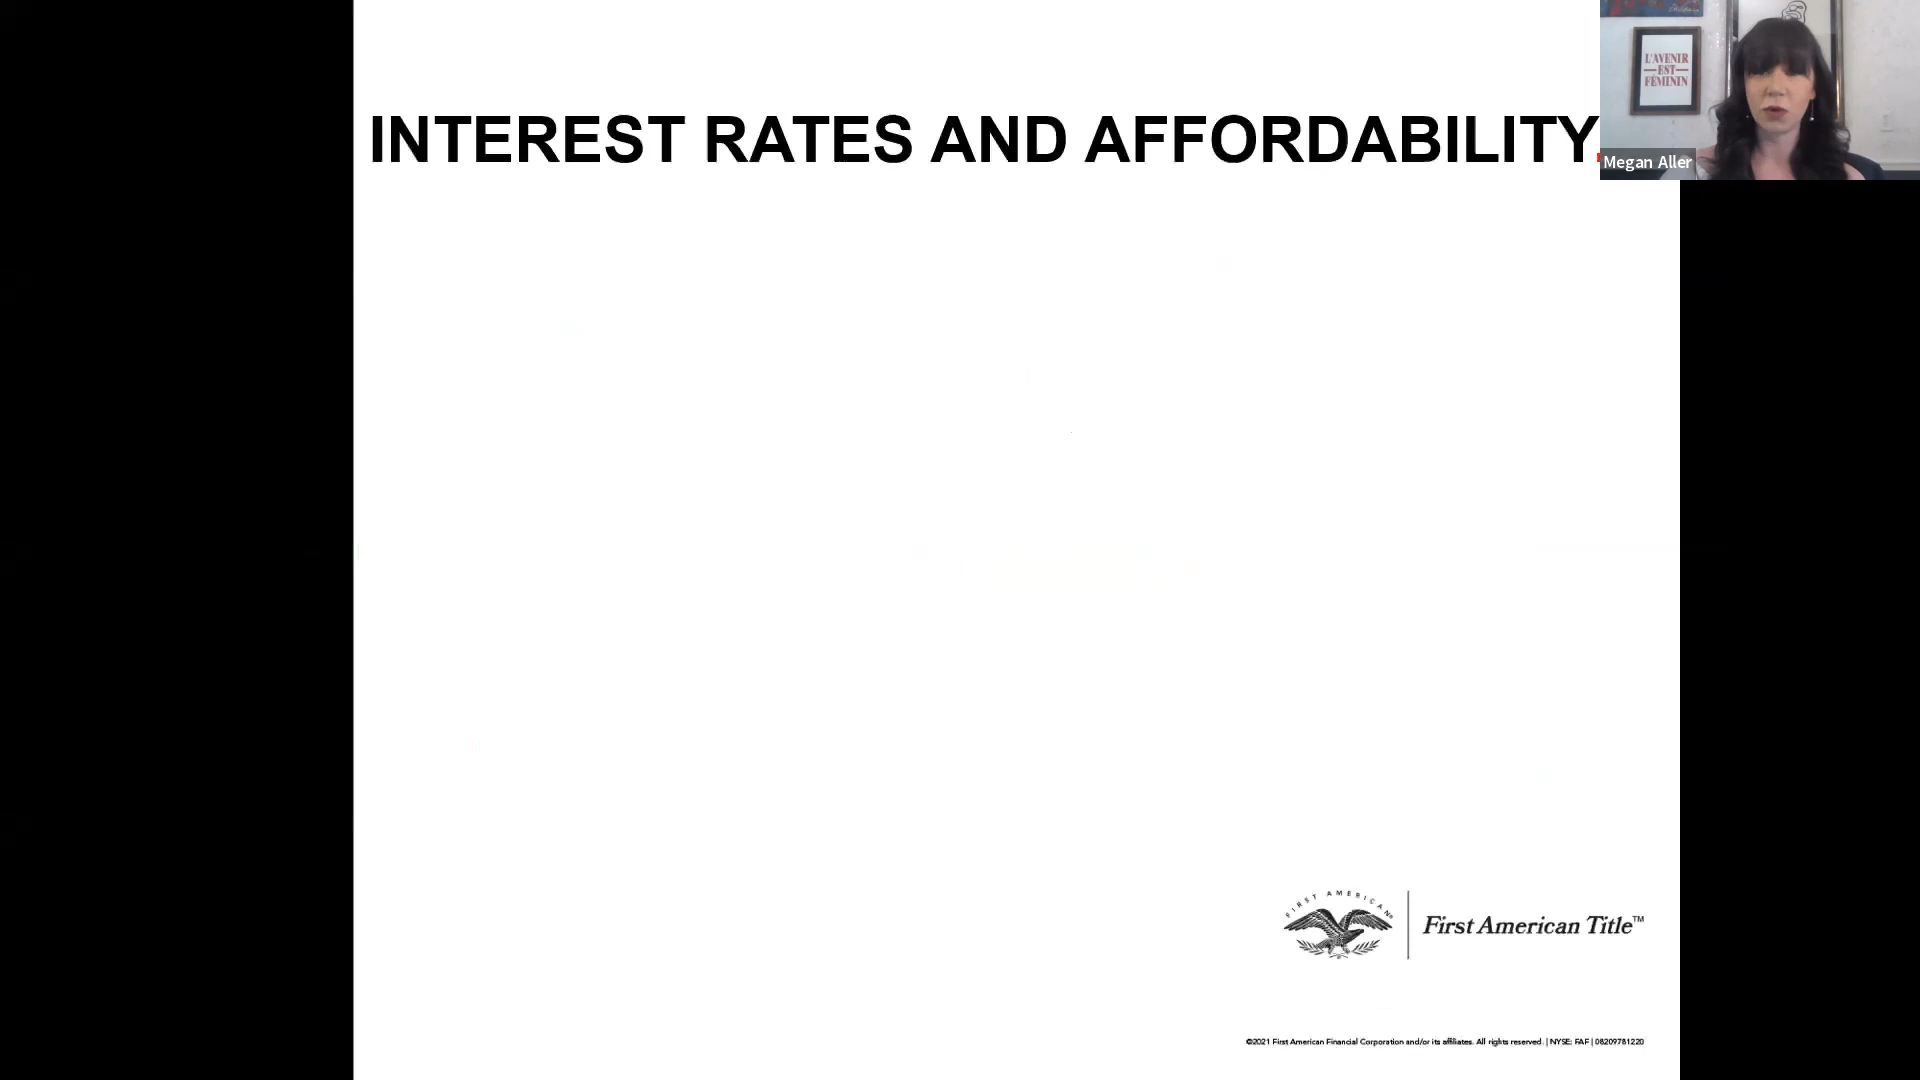 INTEREST RATES AND AFFORDABILITY
L'AVENIR
EST
FEMININ
Megan Aller
FIRST AMERICAN®
First American Title™
©2021 First American Financial Corporation and/or its affiliates. All rights reserved. | NYSE: FAF | 08209781220